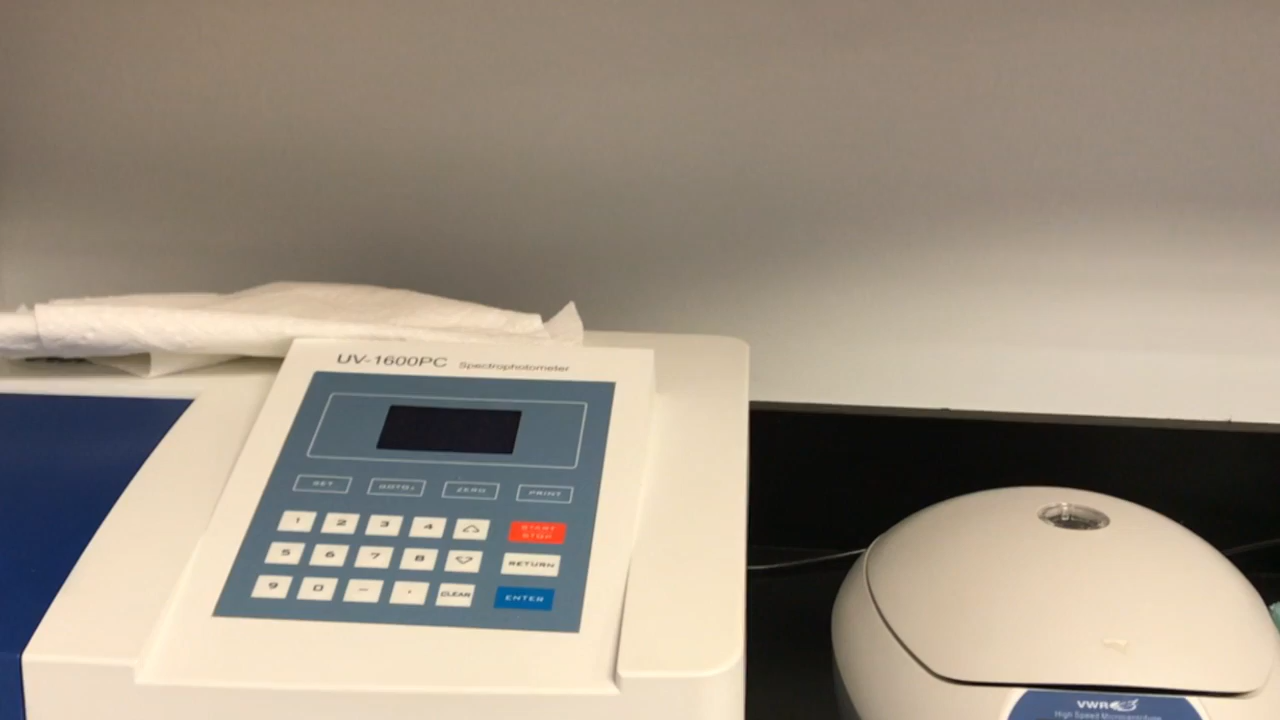 UV-1600PC Spectrophotometer
SET GOTOλ ZERO PRINT
1 2 3 4 START STOP
5 6 7 8 RETURN
9 0 − . CLEAR ENTER
VWR
High Speed Microcentrifuge